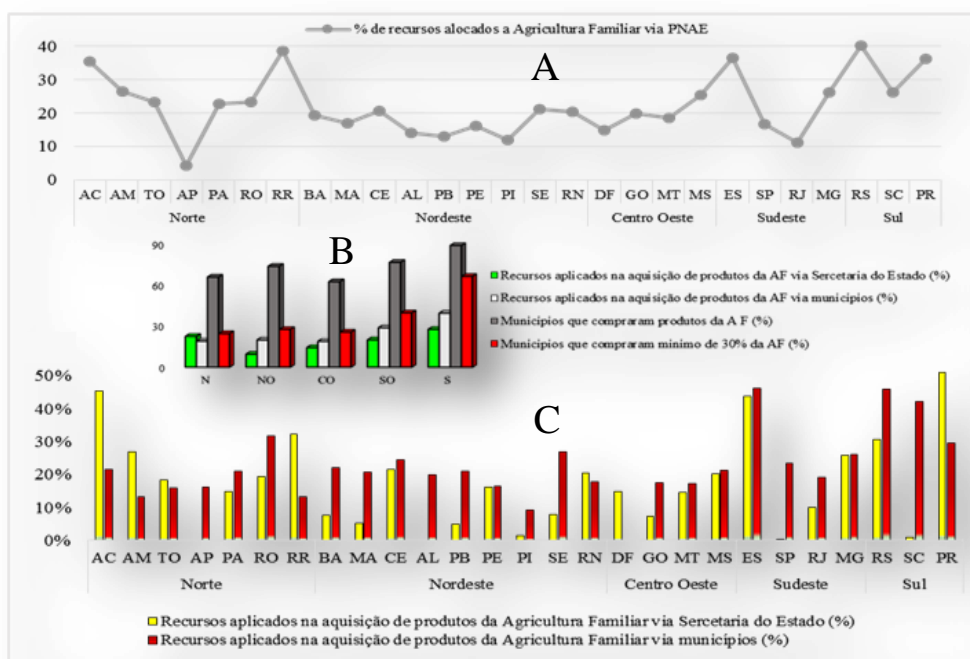 % de recursos alocados a Agricultura Familiar via PNAE
A
40
30
20
10
0
AC AM TO AP PA RO RR BA MA CE AL PB PE PI SE RN DF GO MT MS ES SP RJ MG RS SC PR
Norte Nordeste Centro Oeste Sudeste Sul
B
90
60
30
0
N NO CO SO S
Recursos aplicados na aquisição de produtos da AF via Sercetaria do Estado (%)
Recursos aplicados na aquisição de produtos da AF via municípios (%)
Municípios que compraram produtos da A F (%)
Municípios que compraram mínimo de 30% da AF (%)
C
50%
40%
30%
20%
10%
0%
AC AM TO AP PA RO RR BA MA CE AL PB PE PI SE RN DF GO MT MS ES SP RJ MG RS SC PR
Norte Nordeste Centro Oeste Sudeste Sul
Recursos aplicados na aquisição de produtos da Agricultura Familiar via Sercetaria do Estado (%)
Recursos aplicados na aquisição de produtos da Agricultura Familiar via municípios (%)